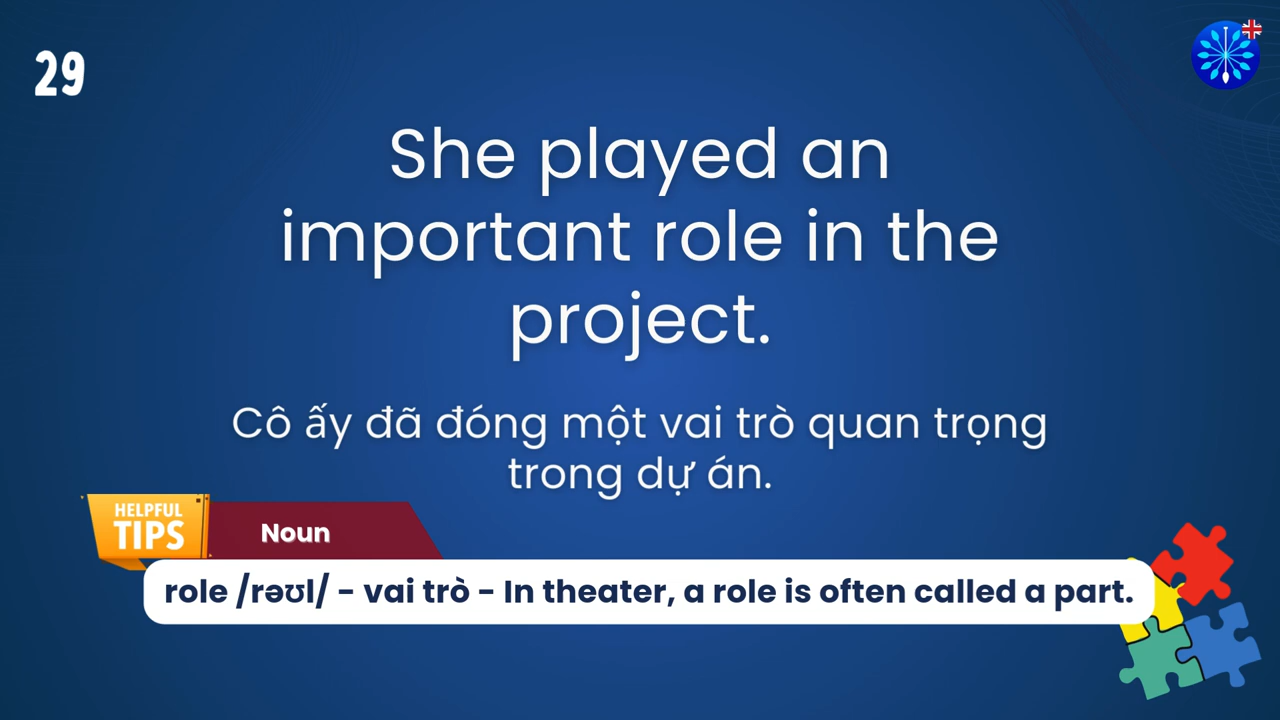 29
She played an
important role in the
project.
Cô ấy đã đóng một vai trò quan trọng
trong dự án.
HELPFUL
TIPS
Noun
role /rəʊl/ - vai trò - In theater, a role is often called a part.